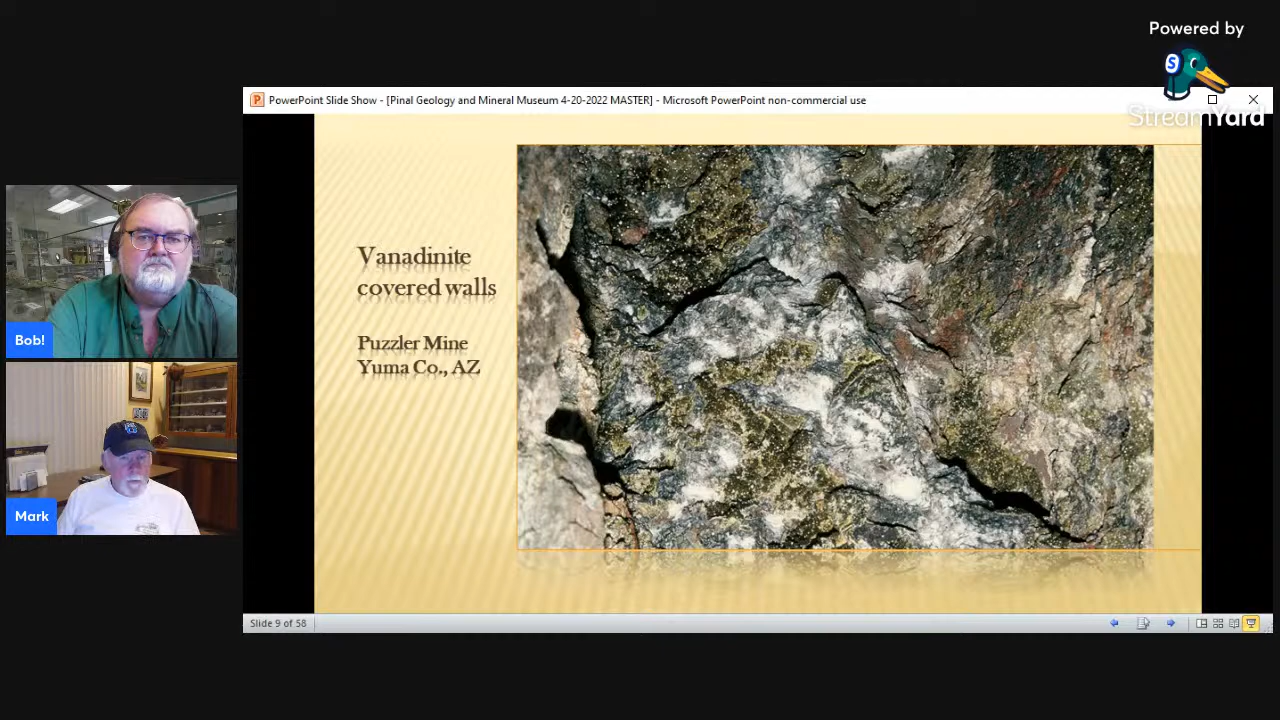 Powered by
S
StreamYard
PowerPoint Slide Show - [Pinal Geology and Mineral Museum 4-20-2022 MASTER] - Microsoft PowerPoint non-commercial use
Vanadinite
covered walls
Puzzler Mine
Yuma Co., AZ
Bob!
Mark
Slide 9 of 58